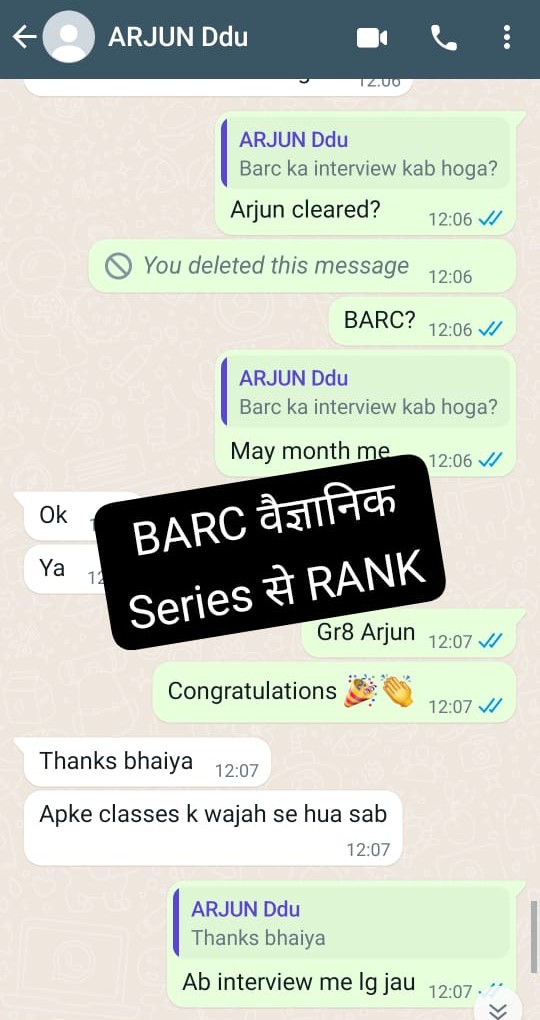 ARJUN Ddu
12:06
ARJUN Ddu
Barc ka interview kab hoga?
Arjun cleared? 12:06
You deleted this message 12:06
BARC? 12:06
ARJUN Ddu
Barc ka interview kab hoga?
May month me 12:06
Ok
Ya 12
BARC वैज्ञानिक
Series से RANK
Gr8 Arjun 12:07
Congratulations 🎉👏 12:07
Thanks bhaiya 12:07
Apke classes k wajah se hua sab
12:07
ARJUN Ddu
Thanks bhaiya
Ab interview me lg jau 12:07